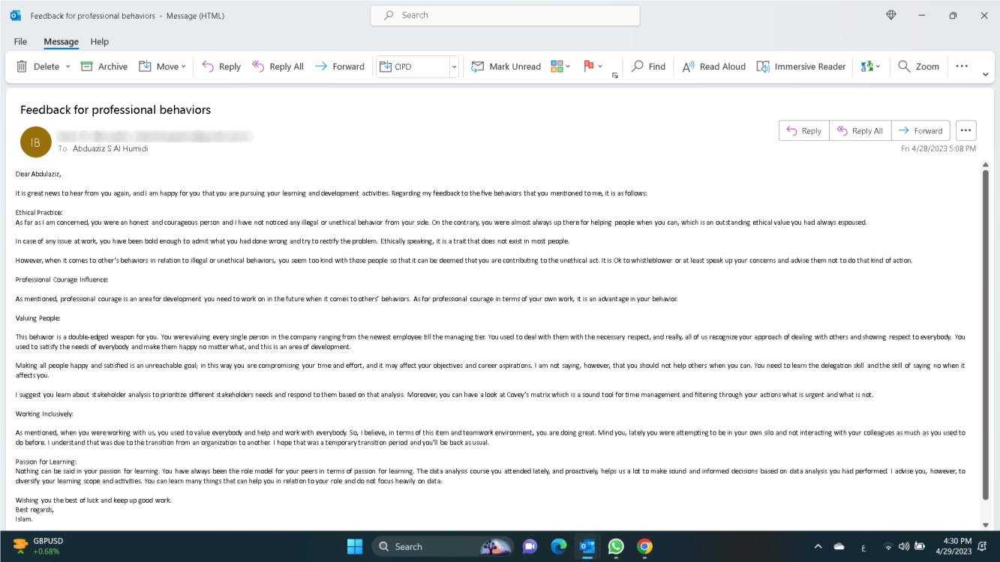 Feedback for professional behaviors - Message (HTML)
Search
File Message Help
Delete Archive Move Reply Reply All Forward CIPD Mark Unread Find Read Aloud Immersive Reader Zoom
Feedback for professional behaviors
IB
To Abduaziz S Al Humidi
Reply Reply All Forward
Fri 4/28/2023 5:08 PM
Dear Abdulaziz,
It is great news to hear from you again, and I am happy for you that you are pursuing your learning and development activities. Regarding my feedback to the five behaviors that you mentioned to me, it is as follows:
Ethical Practice:
As far as I am concerned, you were an honest and courageous person and I have not noticed any illegal or unethical behavior from your side. On the contrary, you were almost always up there for helping people when you can, which is an outstanding ethical value you had always espoused.
In case of any issue at work, you have been bold enough to admit what you had done wrong and try to rectify the problem. Ethically speaking, it is a trait that does not exist in most people.
However, when it comes to other's behaviors in relation to illegal or unethical behaviors, you seem too kind with those people so that it can be deemed that you are contributing to the unethical act. It is Ok to whistleblower or at least speak up your concerns and advise them not to do that kind of action.
Professional Courage Influence:
As mentioned, professional courage is an area for development you need to work on in the future when it comes to others' behaviors. As for professional courage in terms of your own work, it is an advantage in your behavior.
Valuing People:
This behavior is a double-edged weapon for you. You were valuing every single person in the company ranging from the newest employee till the managing tier. You used to deal with them with the necessary respect, and really, all of us recognize your approach of dealing with others and showing respect to everybody. You
used to satisfy the needs of everybody and make them happy no matter what, and this is an area of development.
Making all people happy and satisfied is an unreachable goal; in this way you are compromising your time and effort, and it may affect your objectives and career aspirations. I am not saying, however, that you should not help others when you can. You need to learn the delegation skill and the skill of saying no when it
affects you.
I suggest you learn about stakeholder analysis to prioritize different stakeholders needs and respond to them based on that analysis. Moreover, you can have a look at Covey's matrix which is a sound tool for time management and filtering through your actions what is urgent and what is not.
Working Inclusively:
As mentioned, when you were working with us, you used to value everybody and help and work with everybody. So, I believe, in terms of this item and teamwork environment, you are doing great. Mind you, lately you were attempting to be in your own silo and not interacting with your colleagues as much as you used to
do before. I understand that was due to the transition from an organization to another. I hope that was a temporary transition period and you'll be back as usual.
Passion for Learning:
Nothing can be said in your passion for learning. You have always been the role model for your peers in terms of passion for learning. The data analysis course you attended lately, and proactively, helps us a lot to make sound and informed decisions based on data analysis you had performed. I advise you, however, to
diversify your learning scope and activities. You can learn many things that can help you in relation to your role and do not focus heavily on data.
Wishing you the best of luck and keep up good work.
Best regards,
Islam.
GBPUSD
+0.68%
Search
ع
4:30 PM
4/29/2023